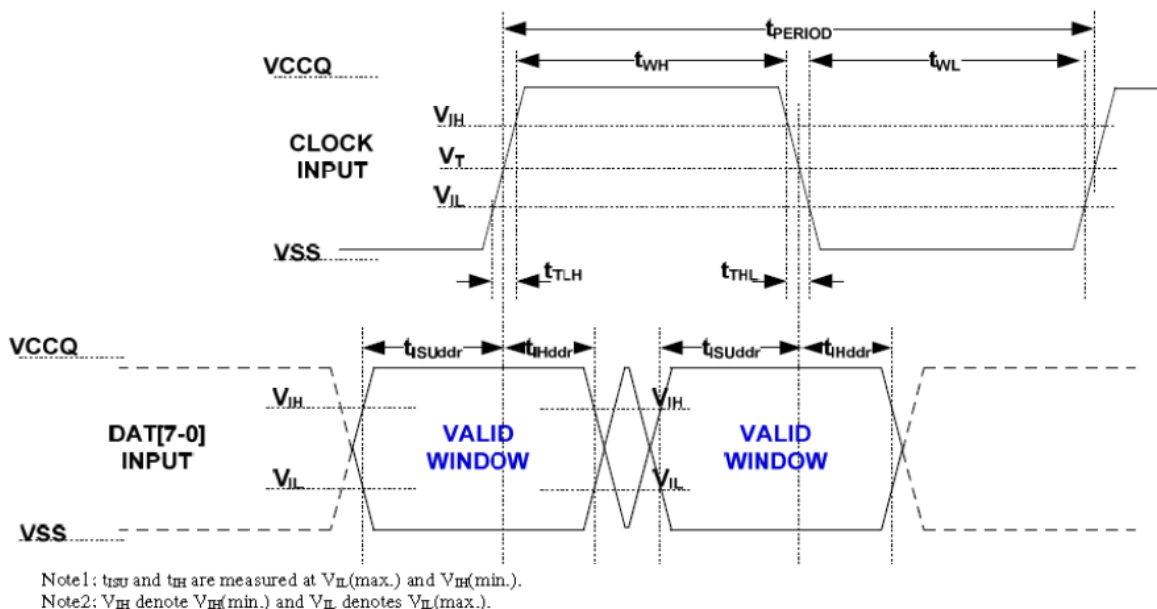 tPERIOD
VCCQ
tWH
tWL
VIH
CLOCK
INPUT
VT
VIL
VSS
tTLH
tTHL
VCCQ
tISUddr
tIHddr
tISUddr
tIHddr
VIH
VIH
DAT[7-0]
INPUT
VALID
WINDOW
VALID
WINDOW
VIL
VIL
VSS
Note1: tISU and tIH are measured at VIL(max.) and VIH(min.).
Note2: VIH denote VIH(min.) and VIL denotes VIL(max.).